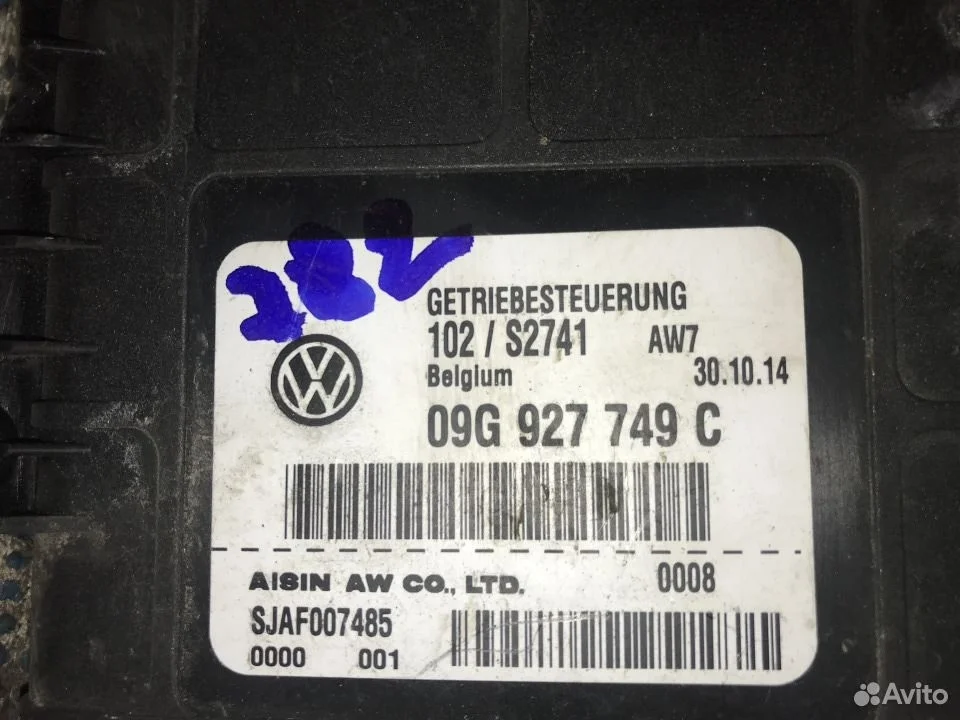 282
GETRIEBESTEUERUNG
102 / S2741 AW7
Belgium 30.10.14
09G 927 749 C
AISIN AW CO., LTD. 0008
SJAF007485
0000 001
Avito